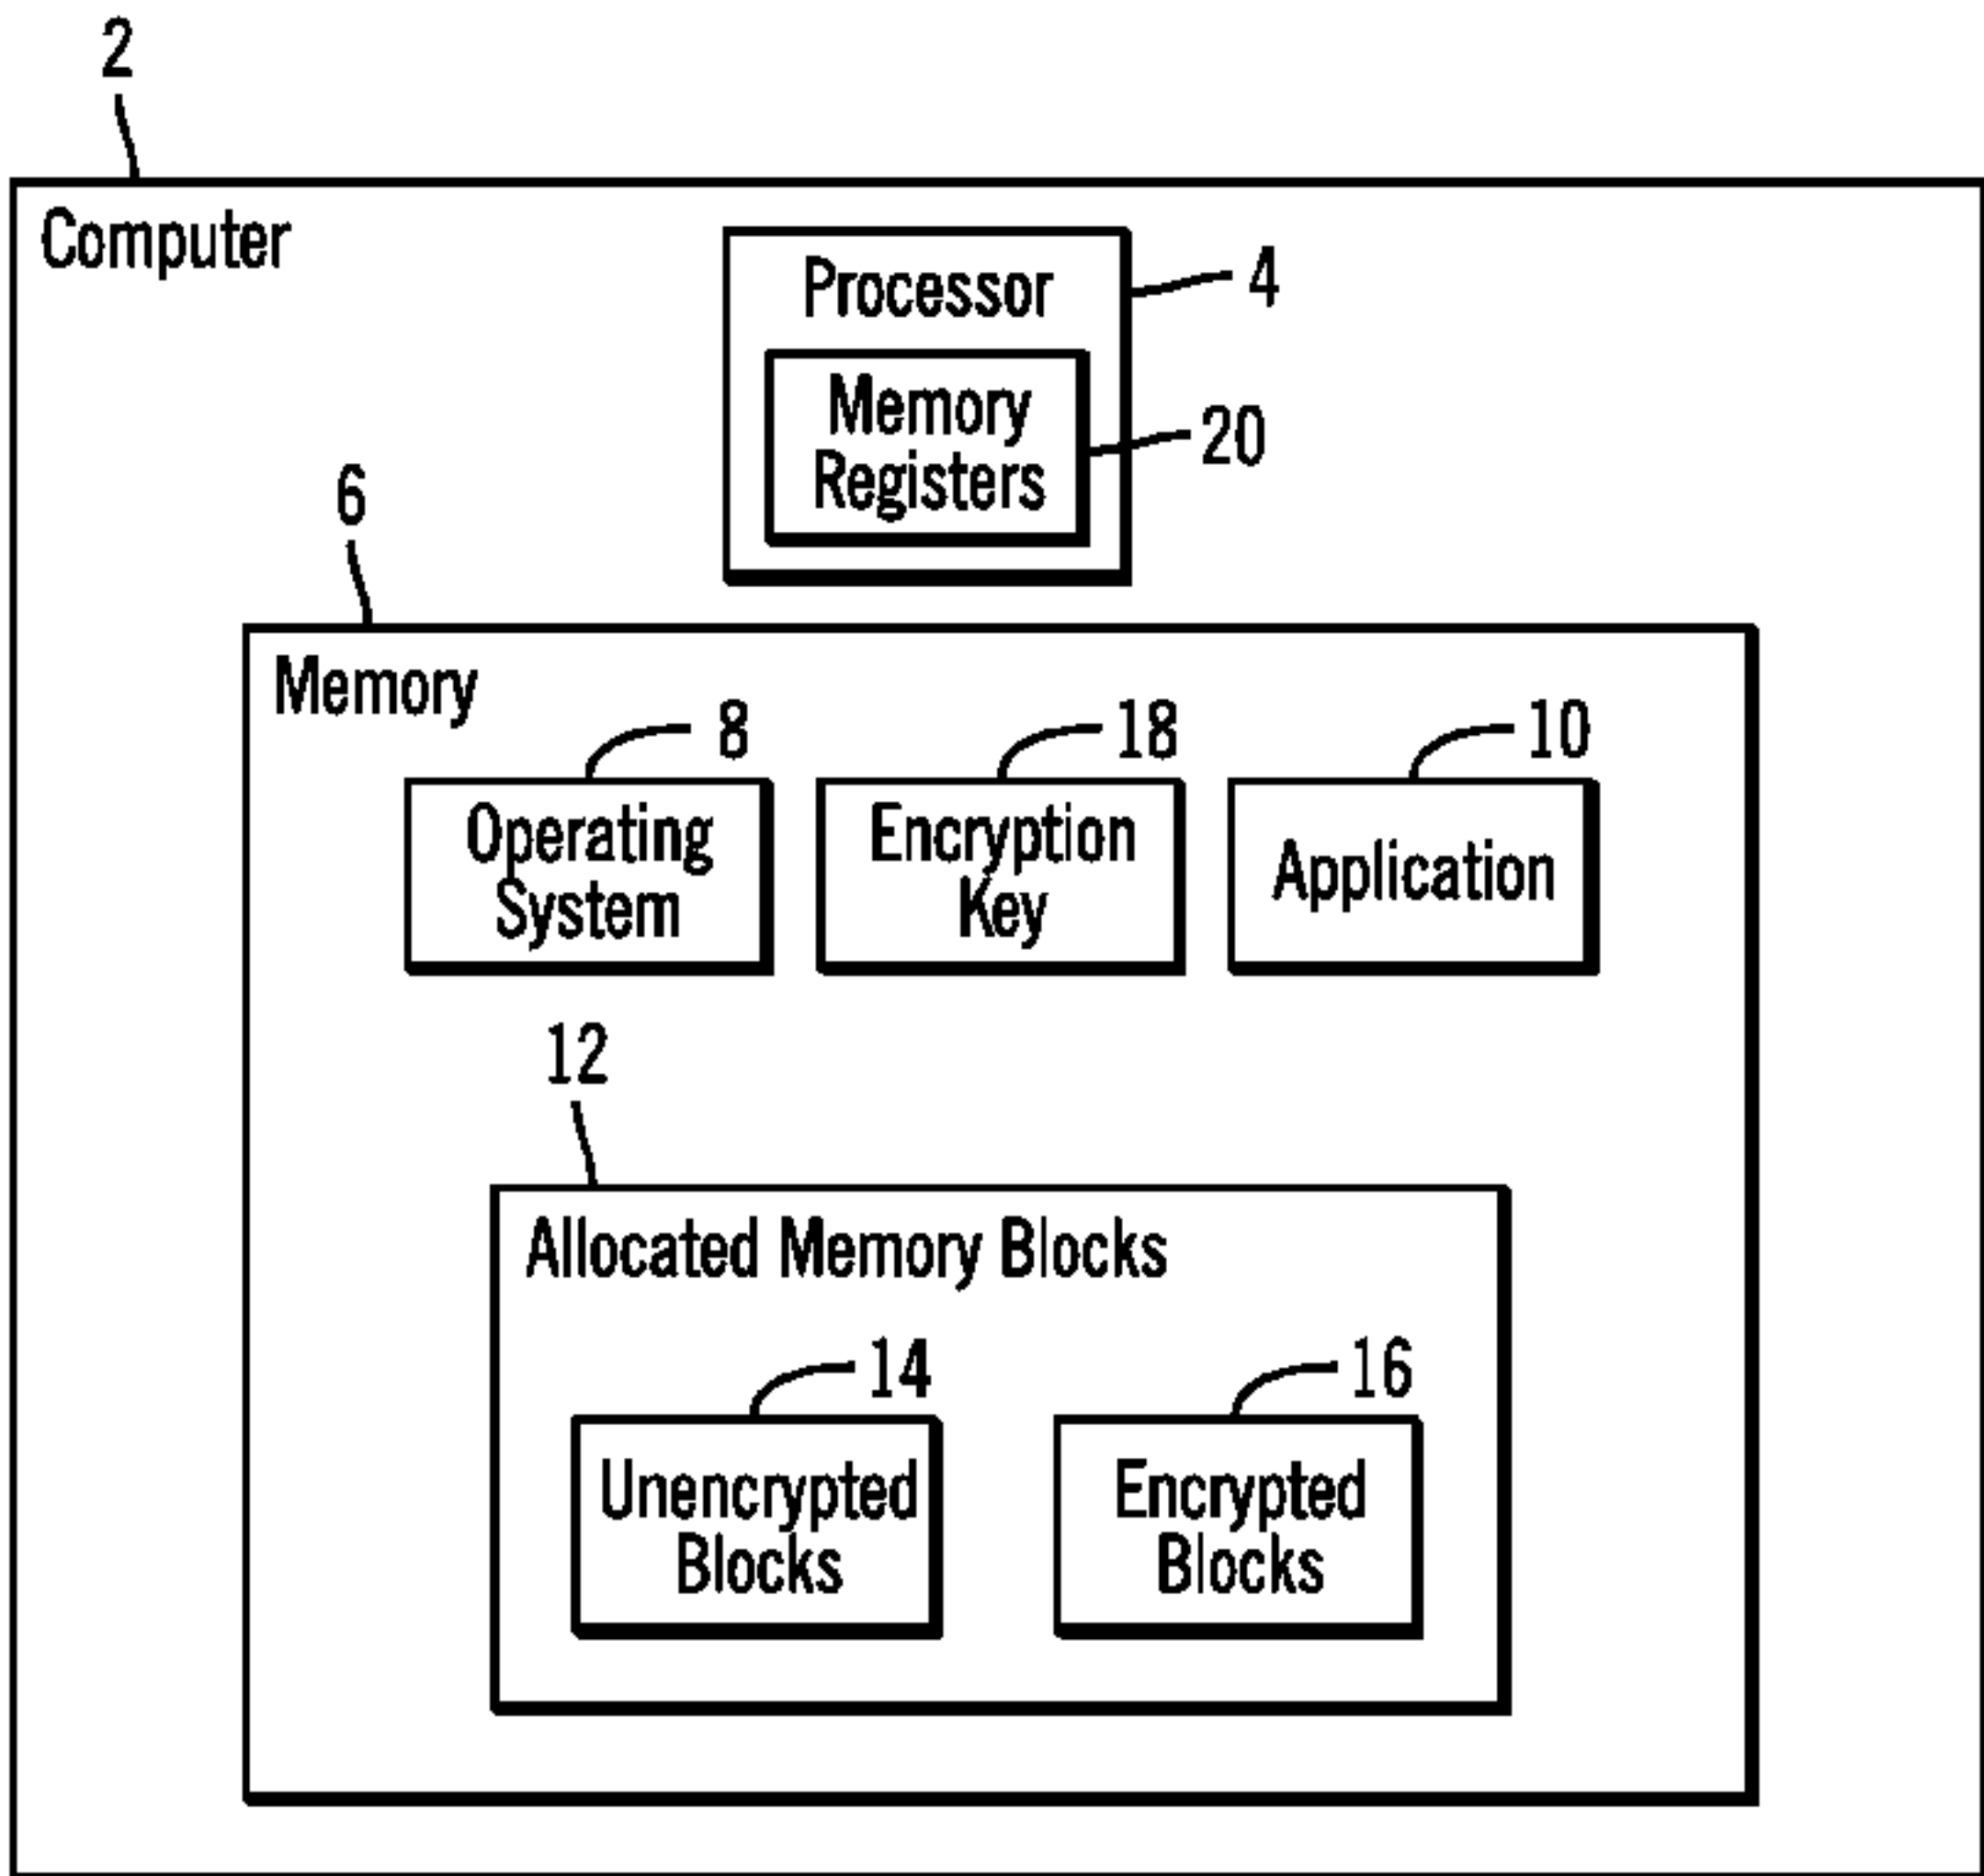 2
Computer
Processor
4
Memory
Registers
20
6
Memory
8
18
10
Operating
System
Encryption
Key
Application
12
Allocated Memory Blocks
14
16
Unencrypted
Blocks
Encrypted
Blocks